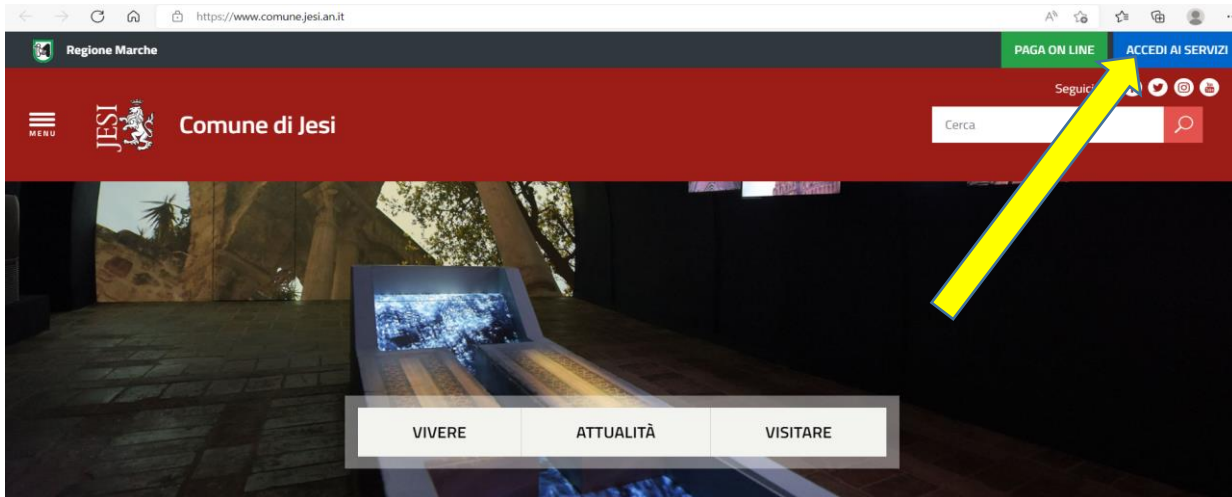 https://www.comune.jesi.an.it
Regione Marche
PAGA ON LINE
ACCEDI AI SERVIZI
Seguici
MENU
JESI
Comune di Jesi
Cerca
VIVERE
ATTUALITÀ
VISITARE